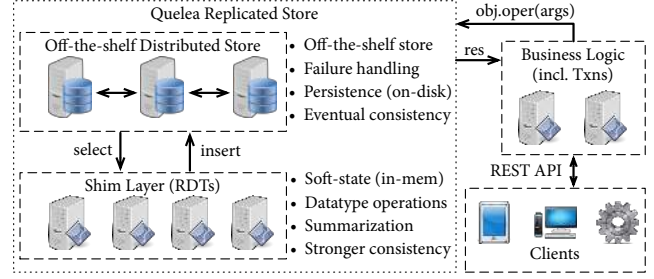 Quelea Replicated Store
Off-the-shelf Distributed Store
• Off-the-shelf store
• Failure handling
• Persistence (on-disk)
• Eventual consistency
select
insert
Shim Layer (RDTs)
• Soft-state (in-mem)
• Datatype operations
• Summarization
• Stronger consistency
obj.oper(args)
res
Business Logic
(incl. Txns)
REST API
Clients